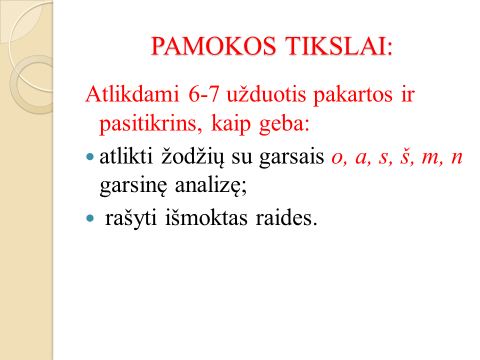 PAMOKOS TIKSLAI:
Atlikdami 6-7 užduotis pakartos ir
pasitikrins, kaip geba:
• atlikti žodžių su garsais o, a, s, š, m, n
garsinę analizę;
• rašyti išmoktas raides.